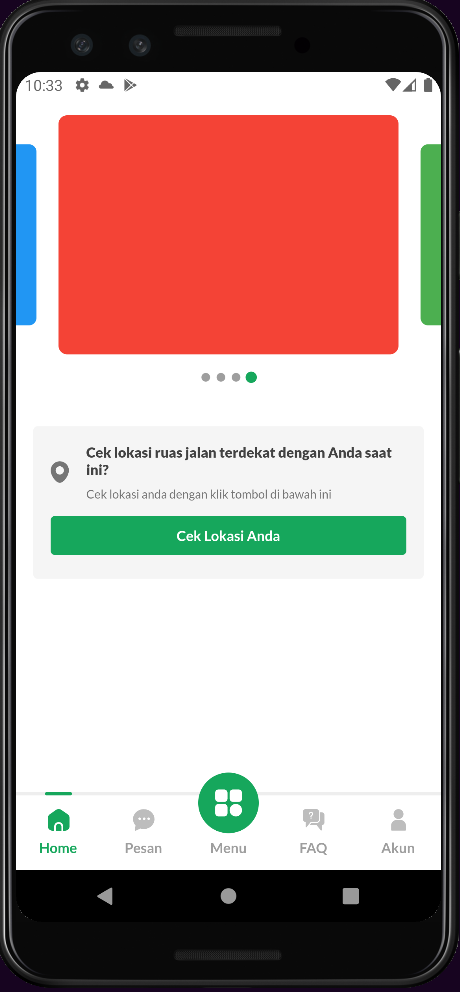 10:33
Cek lokasi ruas jalan terdekat dengan Anda saat
ini?
Cek lokasi anda dengan klik tombol di bawah ini
Cek Lokasi Anda
Home
Pesan
Menu
FAQ
Akun